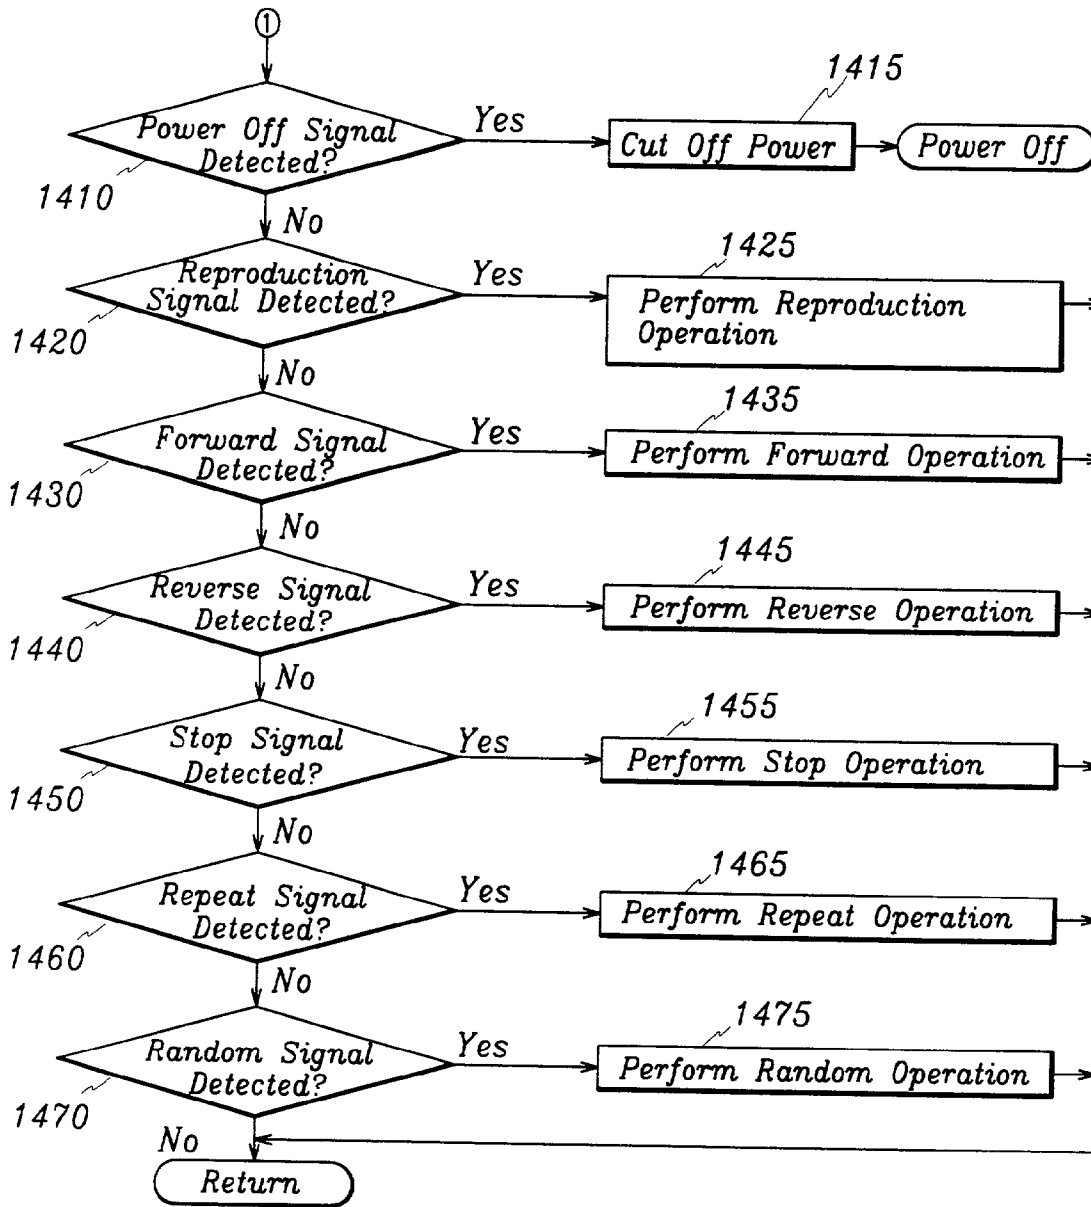 ①
1415
Power Off Signal
Detected?
Yes
Cut Off Power
Power Off
1410
No
1425
Reproduction
Signal Detected?
Yes
Perform Reproduction
Operation
1420
No
1435
Forward Signal
Detected?
Yes
Perform Forward Operation
1430
No
1445
Reverse Signal
Detected?
Yes
Perform Reverse Operation
1440
No
1455
Stop Signal
Detected?
Yes
Perform Stop Operation
1450
No
1465
Repeat Signal
Detected?
Yes
Perform Repeat Operation
1460
No
1475
Random Signal
Detected?
Yes
Perform Random Operation
1470
No
Return